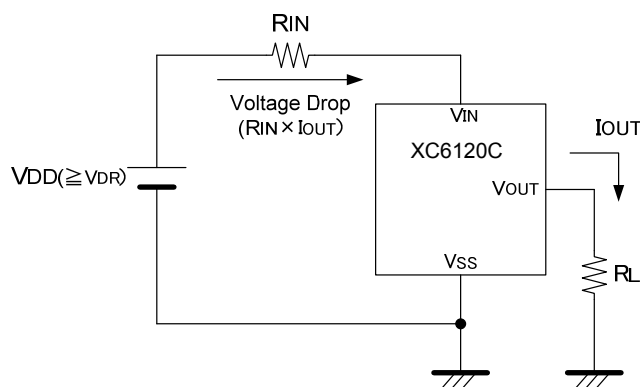 RIN
Voltage Drop
(RIN×IOUT)
VIN
IOUT
XC6120C
VDD(≧VDR)
VOUT
VSS
RL